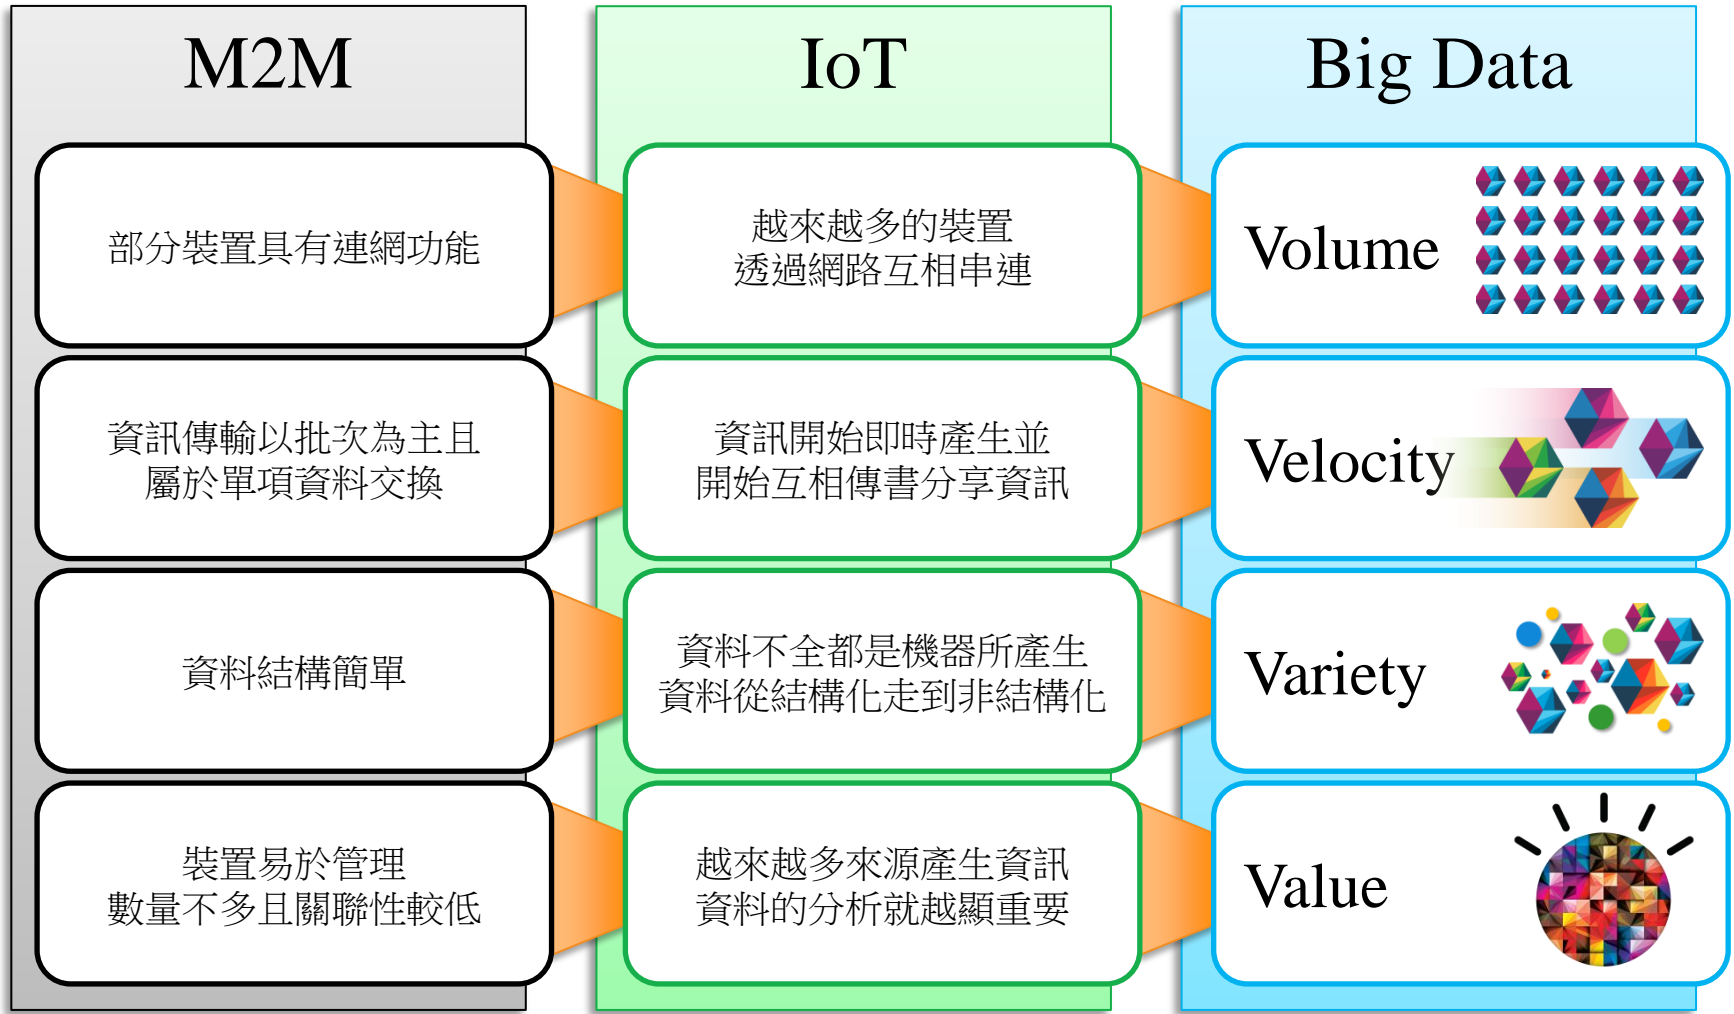 M2M
IoT
Big Data
部分裝置具有連網功能
越來越多的裝置
透過網路互相串連
Volume
資訊傳輸以批次為主且
屬於單項資料交換
資訊開始即時產生並
開始互相傳書分享資訊
Velocity
資料結構簡單
資料不全都是機器所產生
資料從結構化走到非結構化
Variety
裝置易於管理
數量不多且關聯性較低
越來越多來源產生資訊
資料的分析就越顯重要
Value